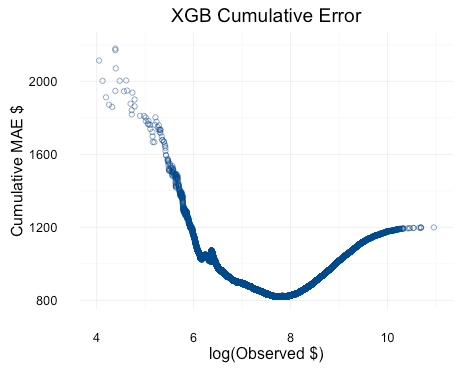 XGB Cumulative Error
Cumulative MAE $
2000
1600
1200
800
4 6 8 10
log(Observed $)